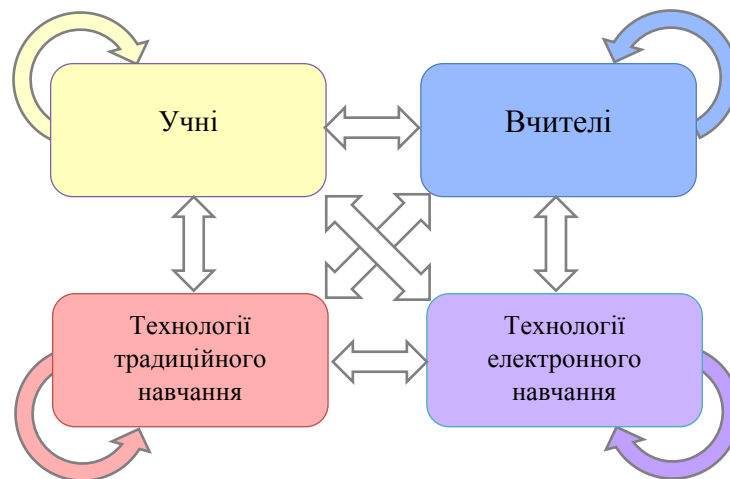 Учні
Вчителі
Технології
традиційного
навчання
Технології
електронного
навчання